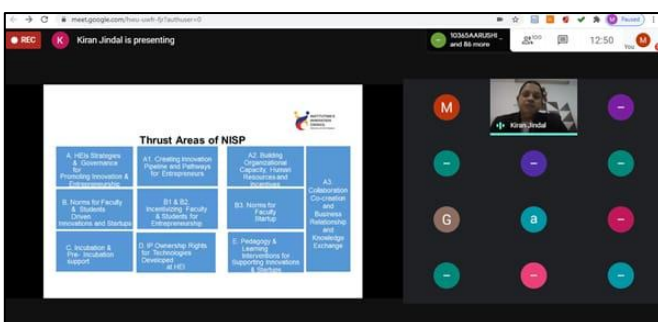 meet.google.com/hwu-uwfr-fjr?authuser=0
Paused
REC
K
Kiran Jindal is presenting
10365AARUSHI_
and 86 more
100
12:50
You
M
INSTITUTION'S
INNOVATION
COUNCIL
Thrust Areas of NISP
A. HEIs Strategies
& Governance
for
Promoting Innovation &
Entrepreneurship
A1. Creating Innovation
Pipeline and Pathways
for Entrepreneurs
A2. Building
Organizational
Capacity, Human
Resources and
Incentives
A3.
Collaboration
Co-creation
and
Business
Relationship
and
Knowledge
Exchange
B. Norms for Faculty
& Students
Driven
Innovations and Startups
B1 & B2.
Incentivizing Faculty
& Students for
Entrepreneurship
B3. Norms for
Faculty
Startup
C. Incubation &
Pre- Incubation
support
D. IP Ownership Rights
for Technologies
Developed
at HEI
E. Pedagogy &
Learning
Interventions for
Supporting Innovations
& Startups
M
Kiran Jindal
G
a